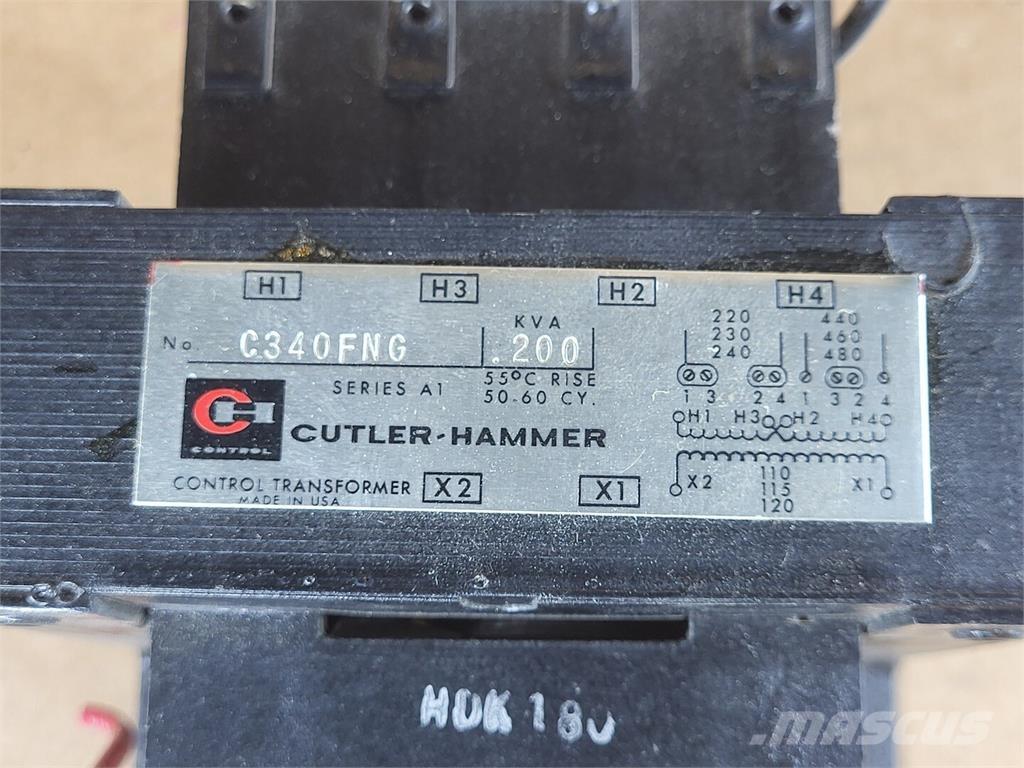 H1 H3 H2 H4
KVA
No. C340FNG .200
SERIES A1
55°C RISE
50-60 CY.
CH
CONTROL
CUTLER-HAMMER
CONTROL TRANSFORMER
MADE IN USA
X2 X1
220 440
230 460
240 480
1 3 2 4 1 3 2 4
H1 H3 H2 H4
X2 110 X1
115
120
HDK 180
MASCUS